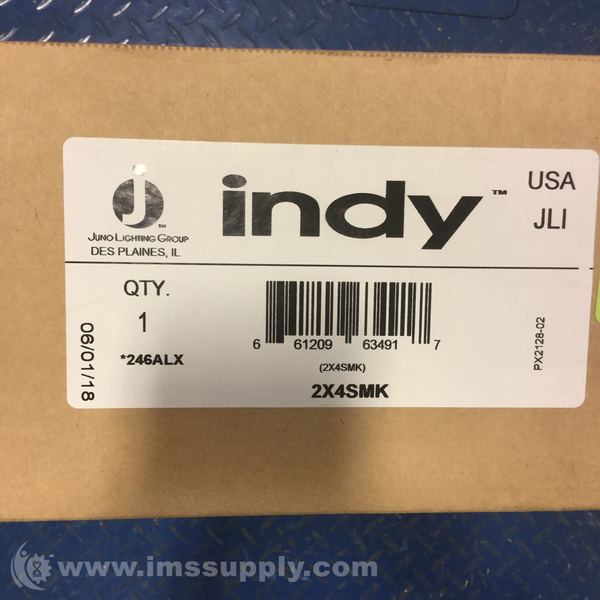 J
™
JUNO LIGHTING GROUP
DES PLAINES, IL
indy™
USA
JLI
QTY.
1
*246ALX
06/01/18
6 61209 63491 7
(2X4SMK)
2X4SMK
PX2128-02
www.imssupply.com